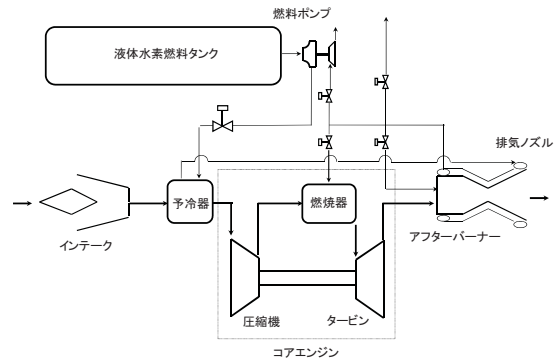 燃料ポンプ
液体水素燃料タンク
排気ノズル
予冷器
燃焼器
インテーク
アフターバーナー
圧縮機
タービン
コアエンジン